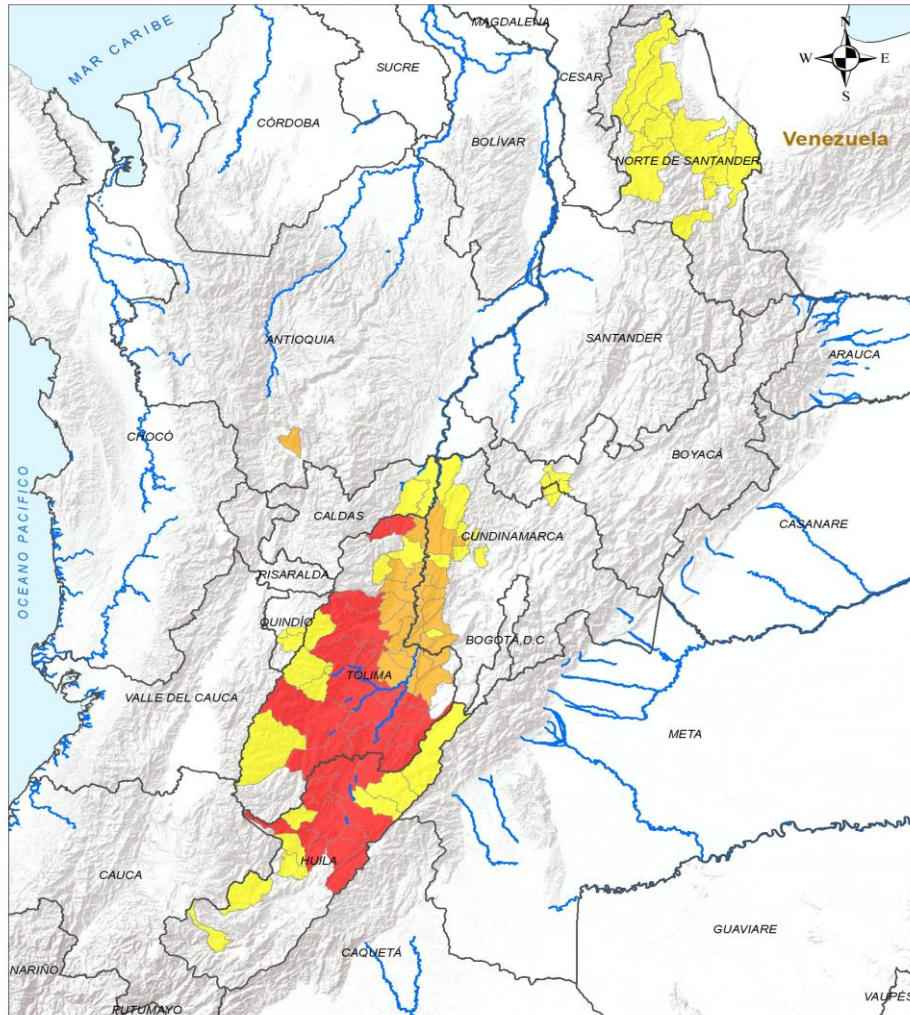 MAGDALENA
N
MAR CARIBE
W
E
SUCRE
CESAR
S
CÓRDOBA
BOLÍVAR
Venezuela
NORTE DE SANTANDER
ANTIOQUIA
SANTANDER
ARAUCA
CHOCÓ
BOYACÁ
OCEANO PACIFICO
CALDAS
CASANARE
CUNDINAMARCA
RISARALDA
QUINDÍO
BOGOTÁ,D.C
TOLIMA
VALLE DEL CAUCA
META
HUILA
CAUCA
GUAVIARE
CAQUETÁ
NARIÑO
VAUPÉS
PUTUMAYO